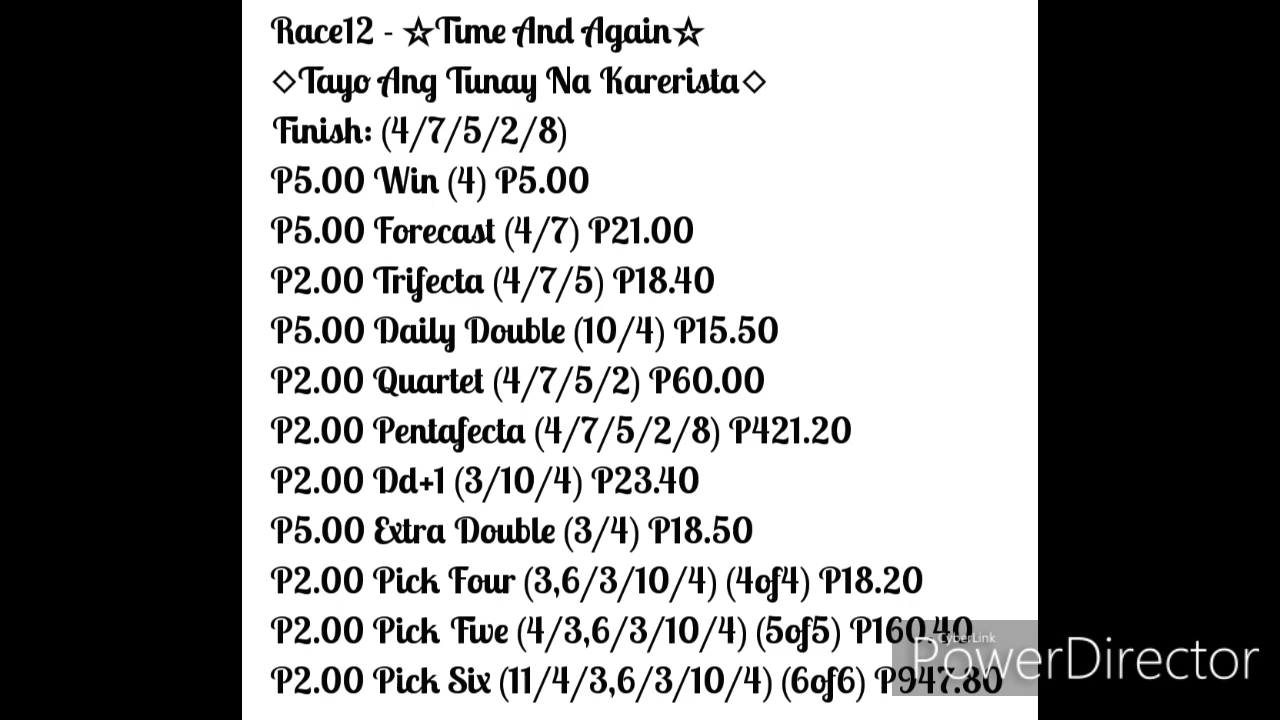 Race12 - ☆Time And Again☆
◇Tayo Ang Tunay Na Karerista◇
Finish: (4/7/5/2/8)
P5.00 Win (4) P5.00
P5.00 Forecast (4/7) P21.00
P2.00 Trifecta (4/7/5) P18.40
P5.00 Daily Double (10/4) P15.50
P2.00 Quartet (4/7/5/2) P60.00
P2.00 Pentafecta (4/7/5/2/8) P421.20
P2.00 Dd+1 (3/10/4) P23.40
P5.00 Extra Double (3/4) P18.50
P2.00 Pick Four (3,6/3/10/4) (4of4) P18.20
P2.00 Pick Five (4/3,6/3/10/4) (5of5) P160.40
CyberLink
PowerDirector
P2.00 Pick Six (11/4/3,6/3/10/4) (6of6) P947.80